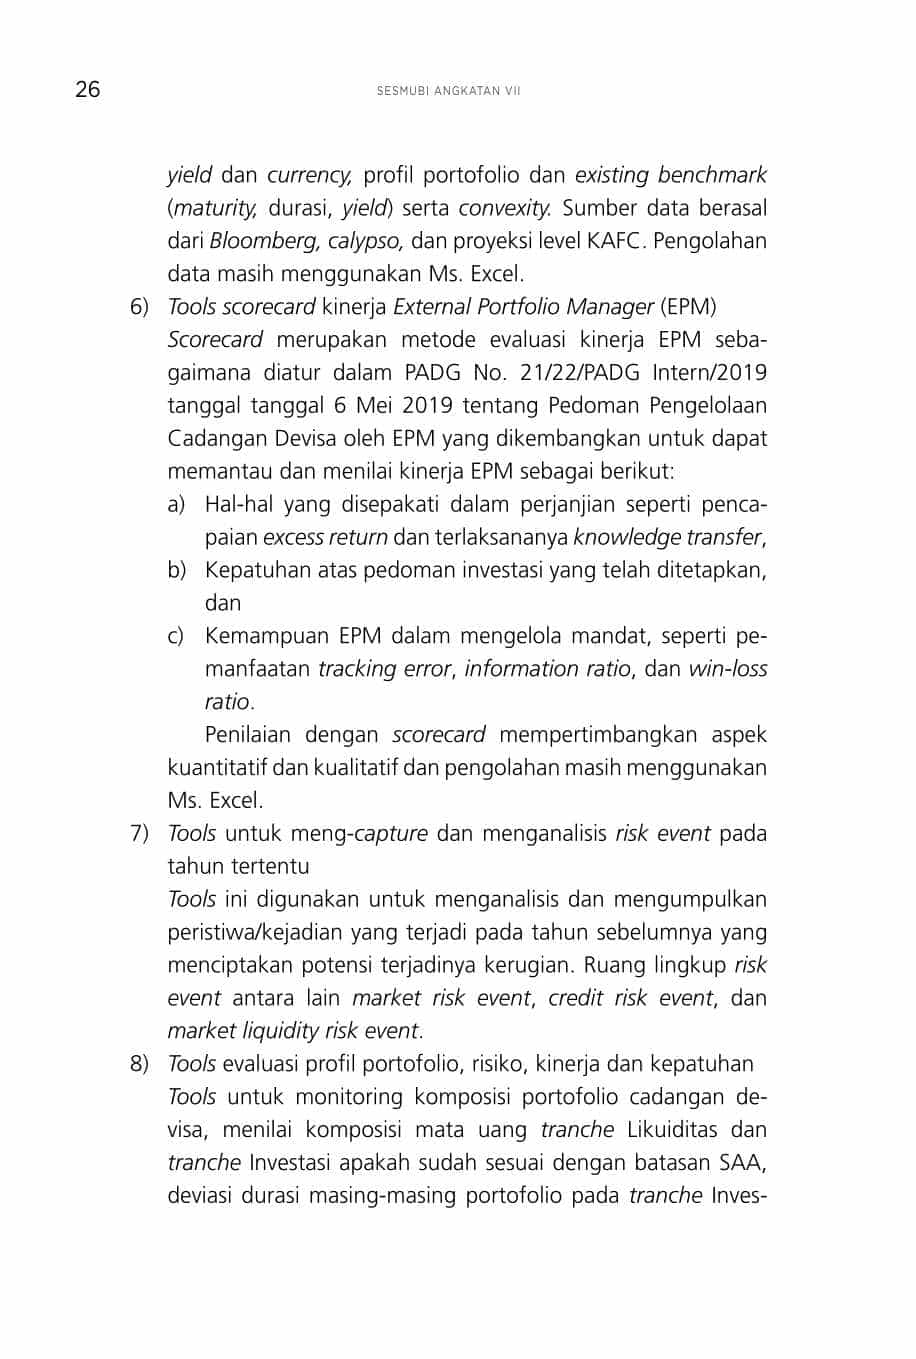 26
SESMUBI ANGKATAN VII
yield dan currency, profil portofolio dan existing benchmark
(maturity, durasi, yield) serta convexity. Sumber data berasal
dari Bloomberg, calypso, dan proyeksi level KAFC. Pengolahan
data masih menggunakan Ms. Excel.
6) Tools scorecard kinerja External Portfolio Manager (EPM)
Scorecard merupakan metode evaluasi kinerja EPM seba-
gaimana diatur dalam PADG No. 21/22/PADG Intern/2019
tanggal tanggal 6 Mei 2019 tentang Pedoman Pengelolaan
Cadangan Devisa oleh EPM yang dikembangkan untuk dapat
memantau dan menilai kinerja EPM sebagai berikut:
a) Hal-hal yang disepakati dalam perjanjian seperti penca-
paian excess return dan terlaksananya knowledge transfer,
b) Kepatuhan atas pedoman investasi yang telah ditetapkan,
dan
c) Kemampuan EPM dalam mengelola mandat, seperti pe-
manfaatan tracking error, information ratio, dan win-loss
ratio.
Penilaian dengan scorecard mempertimbangkan aspek
kuantitatif dan kualitatif dan pengolahan masih menggunakan
Ms. Excel.
7) Tools untuk meng-capture dan menganalisis risk event pada
tahun tertentu
Tools ini digunakan untuk menganalisis dan mengumpulkan
peristiwa/kejadian yang terjadi pada tahun sebelumnya yang
menciptakan potensi terjadinya kerugian. Ruang lingkup risk
event antara lain market risk event, credit risk event, dan
market liquidity risk event.
8) Tools evaluasi profil portofolio, risiko, kinerja dan kepatuhan
Tools untuk monitoring komposisi portofolio cadangan de-
visa, menilai komposisi mata uang tranche Likuiditas dan
tranche Investasi apakah sudah sesuai dengan batasan SAA,
deviasi durasi masing-masing portofolio pada tranche Inves-